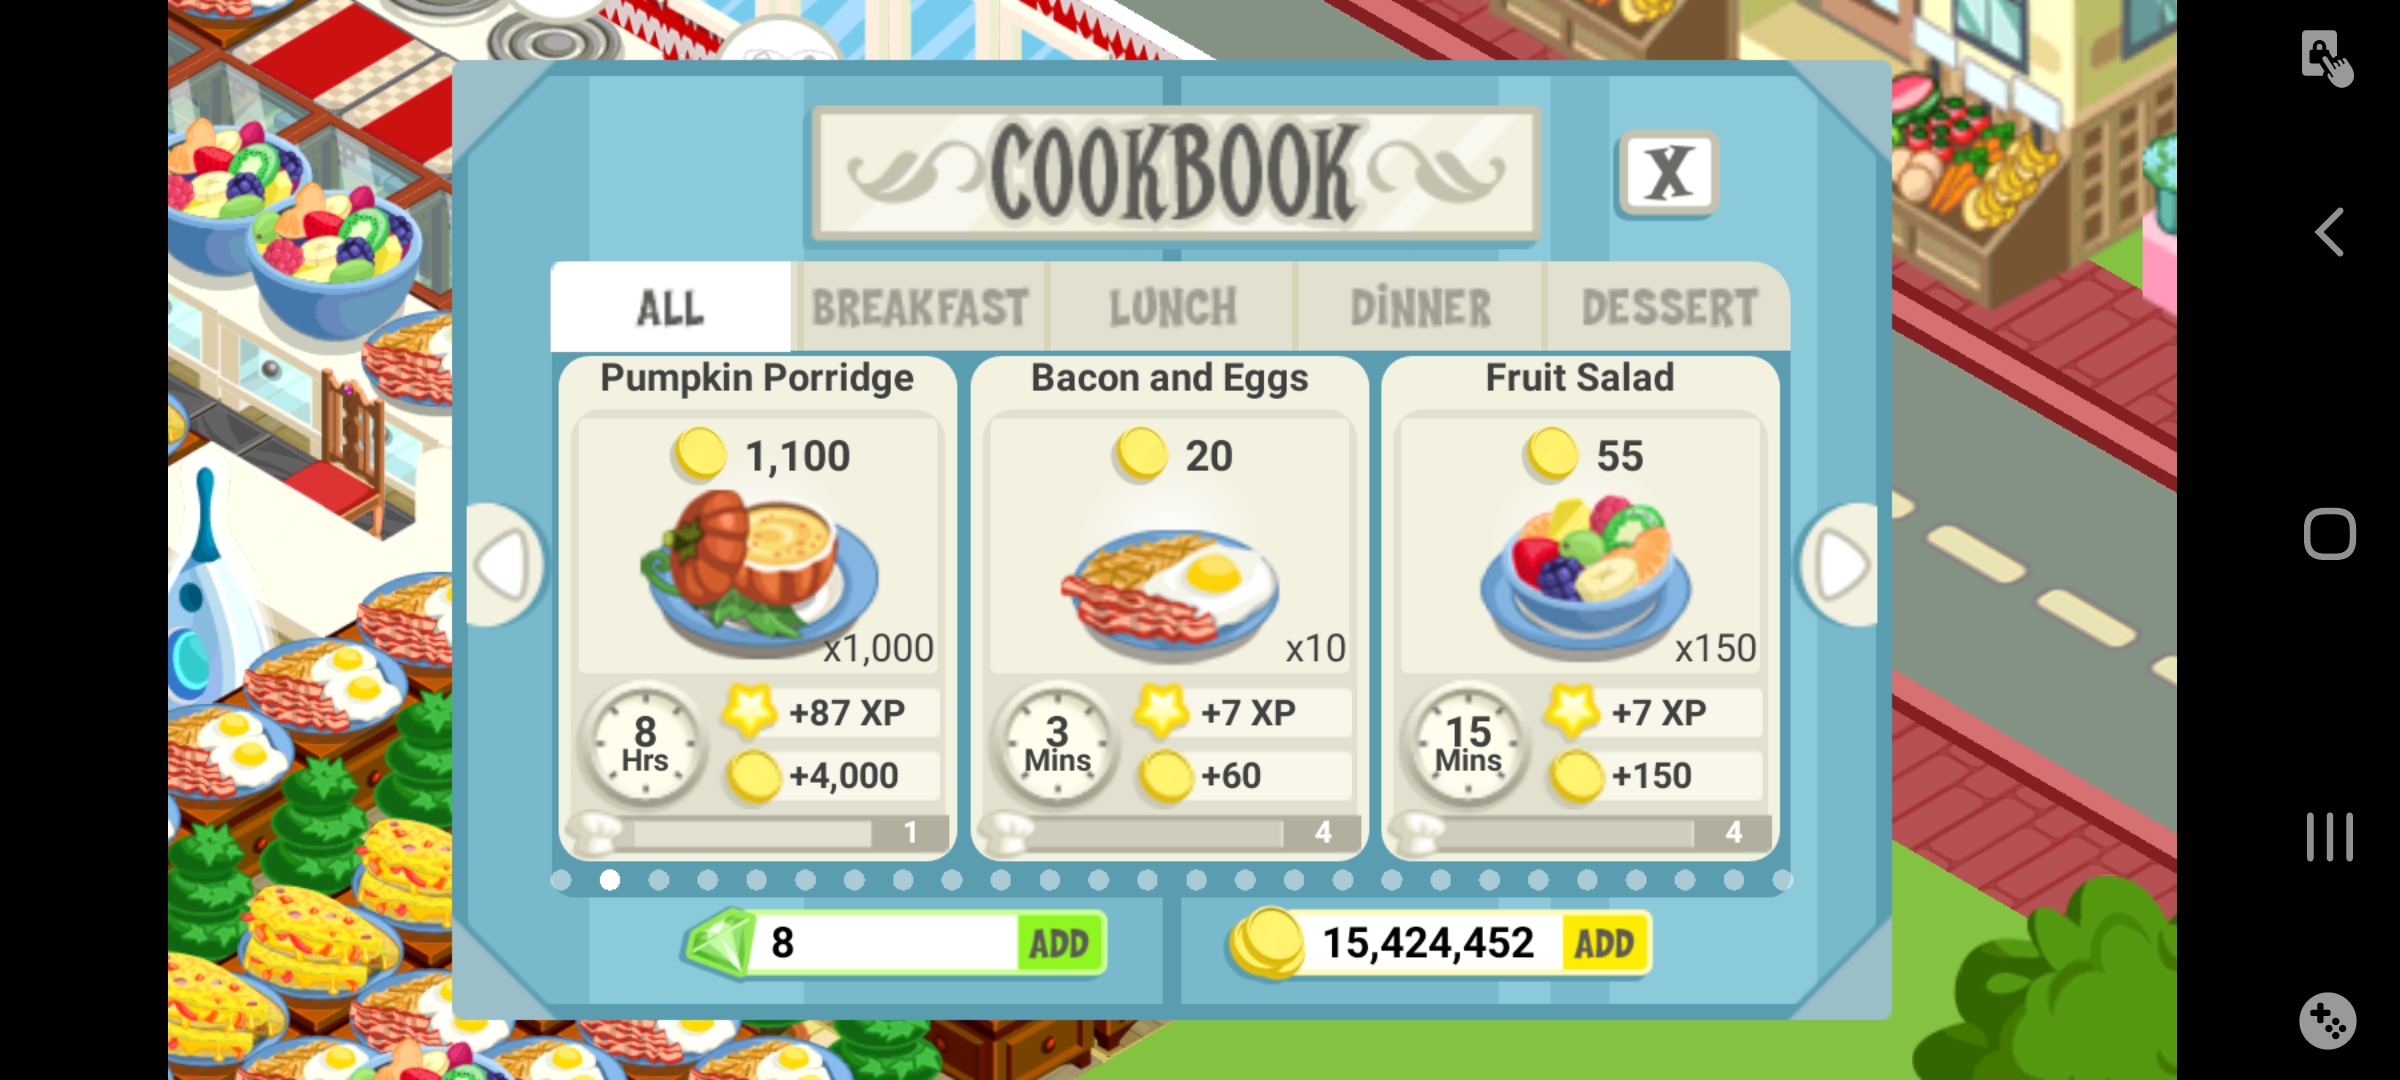 COOKBOOK
X
ALL BREAKFAST LUNCH DINNER DESSERT
Pumpkin Porridge
1,100
x1,000
8 Hrs
+87 XP
+4,000
1
Bacon and Eggs
20
x10
3 Mins
+7 XP
+60
4
Fruit Salad
55
x150
15 Mins
+7 XP
+150
4
8 ADD
15,424,452 ADD